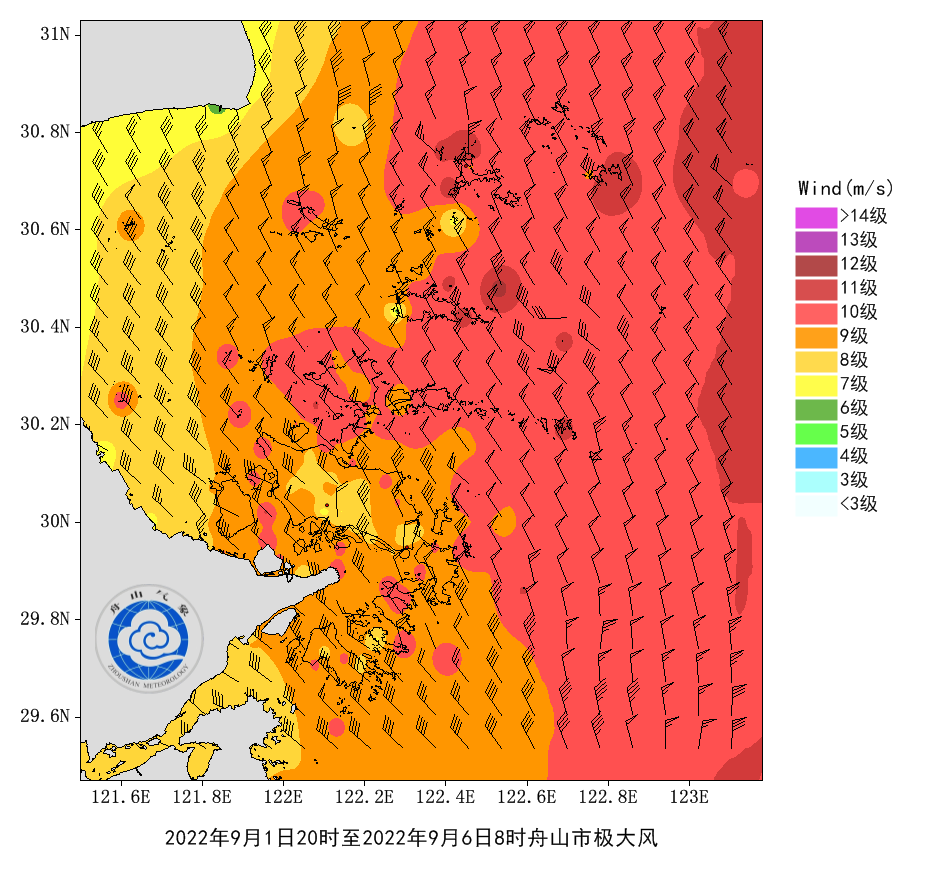 31N
30.8N
30.6N
30.4N
30.2N
30N
29.8N
29.6N
121.6E 121.8E 122E 122.2E 122.4E 122.6E 122.8E 123E
Wind(m/s)
>14级
13级
12级
11级
10级
9级
8级
7级
6级
5级
4级
3级
<3级
舟山气象
ZHOUSHAN METEOROLOGY
2022年9月1日20时至2022年9月6日8时舟山市极大风